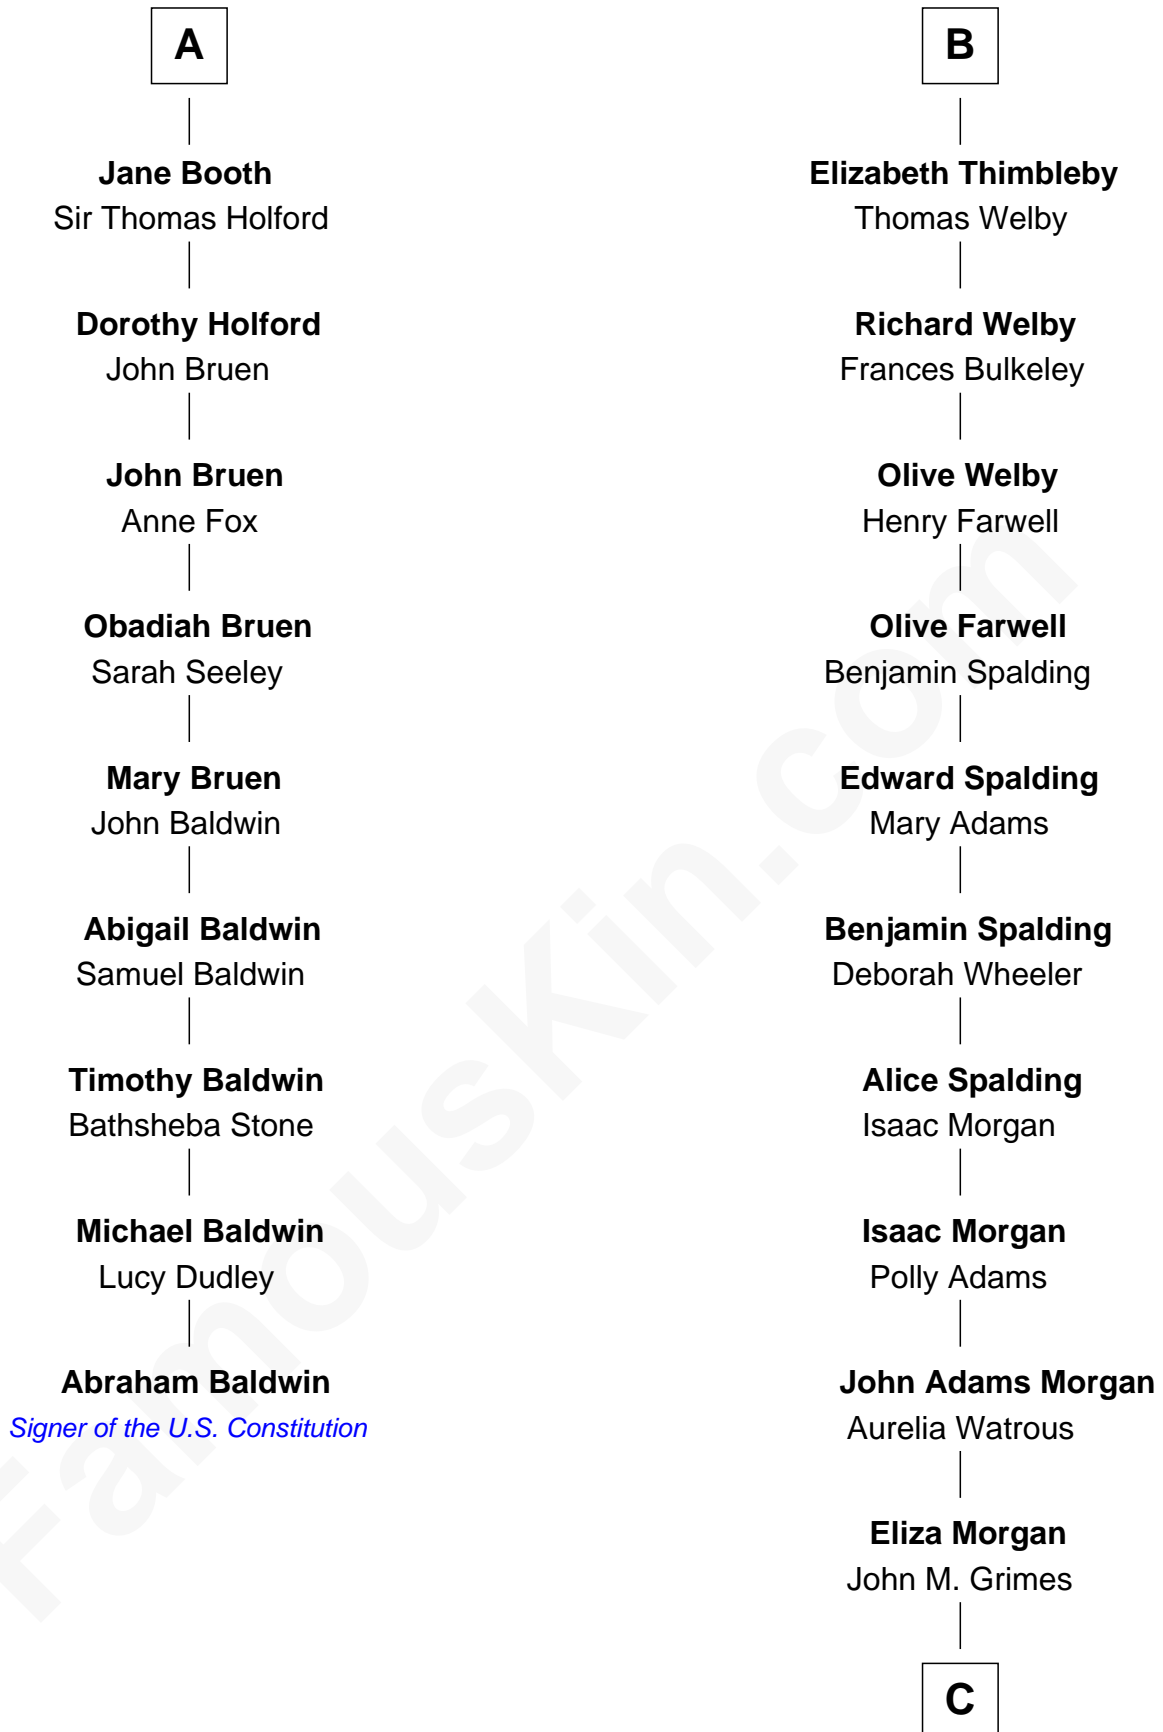 A
Jane Booth
Sir Thomas Holford
Dorothy Holford
John Bruen
John Bruen
Anne Fox
Obadiah Bruen
Sarah Seeley
Mary Bruen
John Baldwin
Abigail Baldwin
Samuel Baldwin
Timothy Baldwin
Bathsheba Stone
Michael Baldwin
Lucy Dudley
Abraham Baldwin
Signer of the U.S. Constitution
B
Elizabeth Thimbleby
Thomas Welby
Richard Welby
Frances Bulkeley
Olive Welby
Henry Farwell
Olive Farwell
Benjamin Spalding
Edward Spalding
Mary Adams
Benjamin Spalding
Deborah Wheeler
Alice Spalding
Isaac Morgan
Isaac Morgan
Polly Adams
John Adams Morgan
Aurelia Watrous
Eliza Morgan
John M. Grimes
C
FamousKin.com